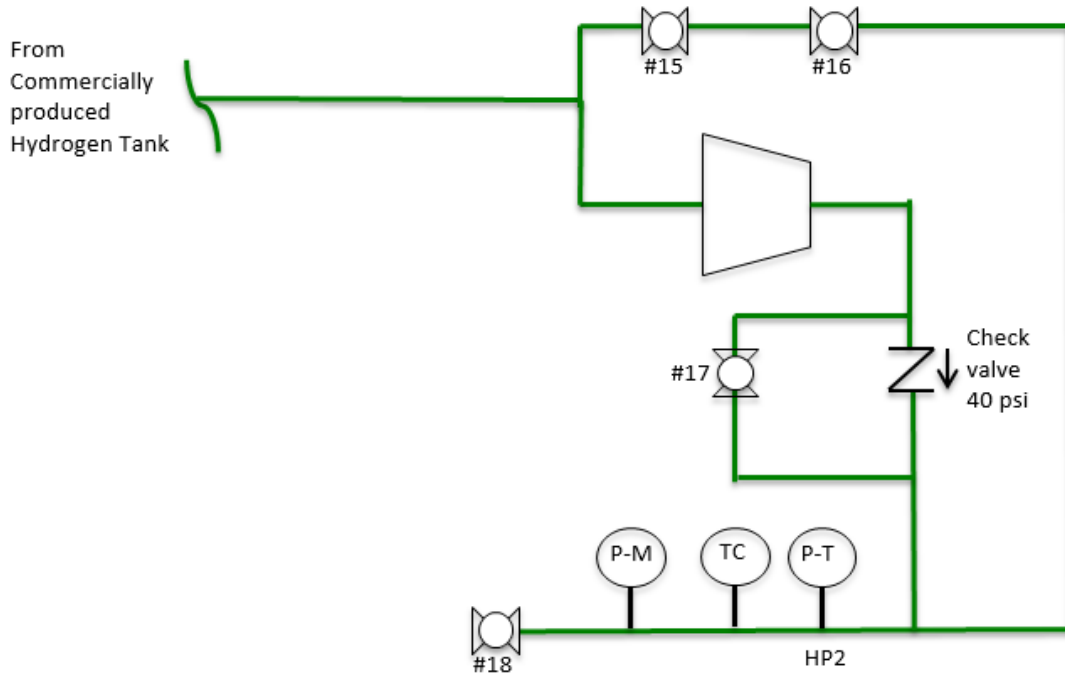 From
Commercially
produced
Hydrogen Tank
#15
#16
#17
Check
valve
40 psi
P-M
TC
P-T
#18
HP2